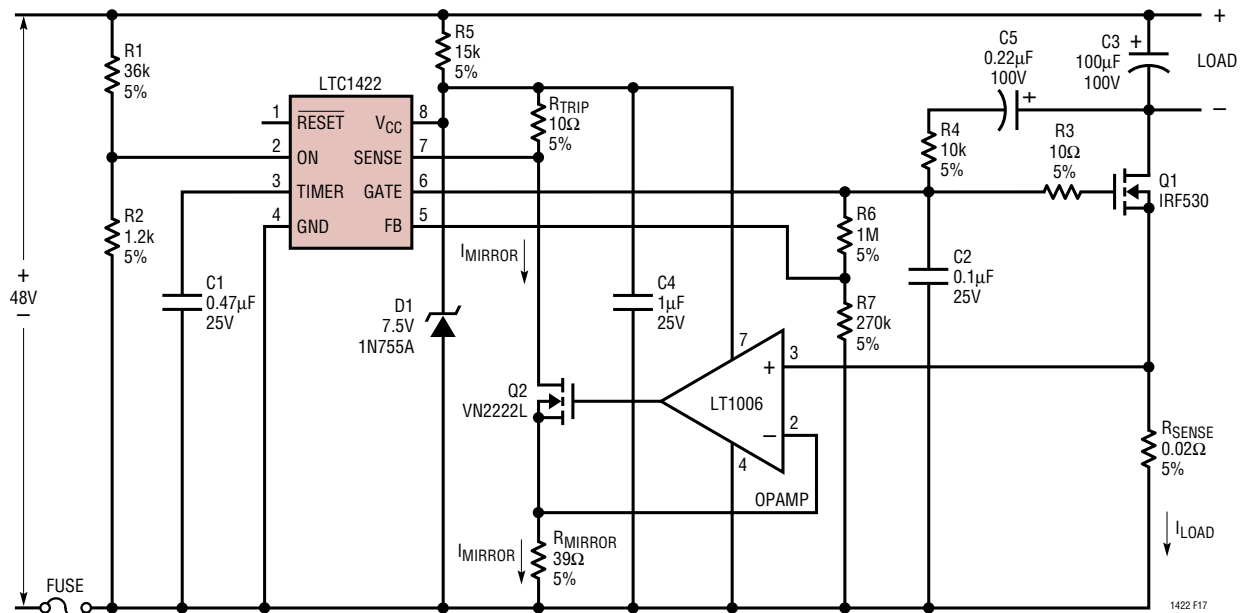 +
48V
−
R1
36k
5%
R2
1.2k
5%
FUSE
LTC1422
1
RESET
VCC
8
2
ON
SENSE
7
3
TIMER
GATE
6
4
GND
FB
5
C1
0.47µF
25V
R5
15k
5%
RTRIP
10Ω
5%
IMIRROR
D1
7.5V
1N755A
Q2
VN2222L
IMIRROR
RMIRROR
39Ω
5%
C4
1µF
25V
7
+
3
LT1006
−
2
4
OPAMP
R6
1M
5%
R7
270k
5%
R4
10k
5%
C5
0.22µF
100V
+
C2
0.1µF
25V
R3
10Ω
5%
C3
100µF
100V
+
+
LOAD
−
Q1
IRF530
RSENSE
0.02Ω
5%
ILOAD
1422 F17